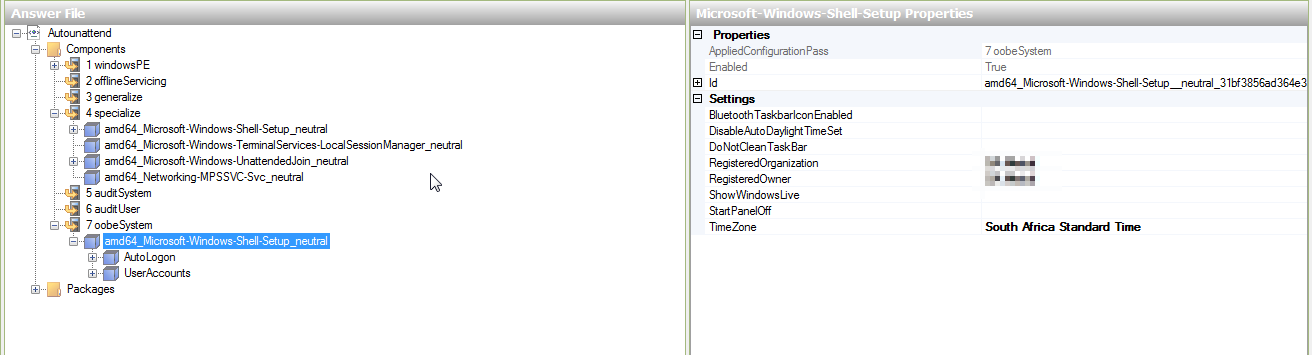 Answer File
Autounattend
Components
1 windowsPE
2 offlineServicing
3 generalize
4 specialize
amd64_Microsoft-Windows-Shell-Setup_neutral
amd64_Microsoft-Windows-TerminalServices-LocalSessionManager_neutral
amd64_Microsoft-Windows-UnattendedJoin_neutral
amd64_Networking-MPSSVC-Svc_neutral
5 auditSystem
6 auditUser
7 oobeSystem
amd64_Microsoft-Windows-Shell-Setup_neutral
AutoLogon
UserAccounts
Packages
Microsoft-Windows-Shell-Setup Properties
Properties
AppliedConfigurationPass 7 oobeSystem
Enabled True
Id amd64_Microsoft-Windows-Shell-Setup__neutral_31bf3856ad364e3
Settings
BluetoothTaskbarIconEnabled
DisableAutoDaylightTimeSet
DoNotCleanTaskBar
RegisteredOrganization
RegisteredOwner
ShowWindowsLive
StartPanelOff
TimeZone South Africa Standard Time